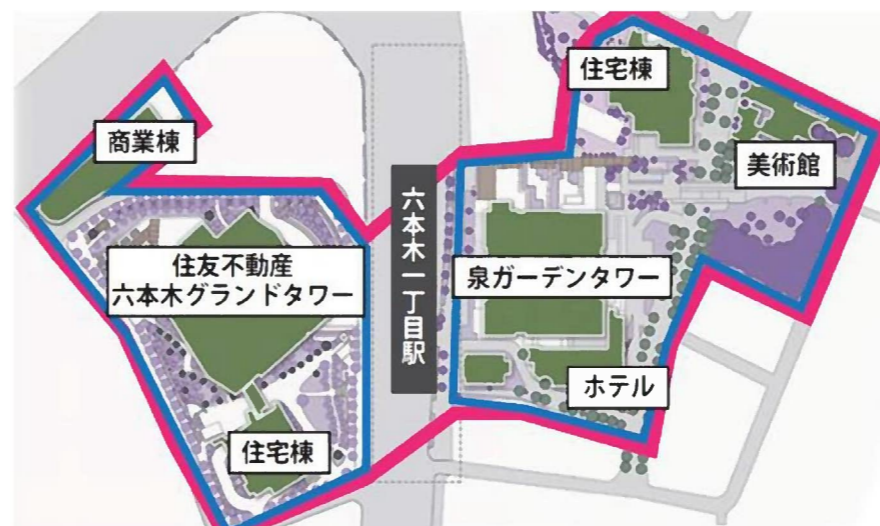 住宅棟
商業棟
美術館
六本木一丁目駅
住友不動産
六本木グランドタワー
泉ガーデンタワー
ホテル
住宅棟